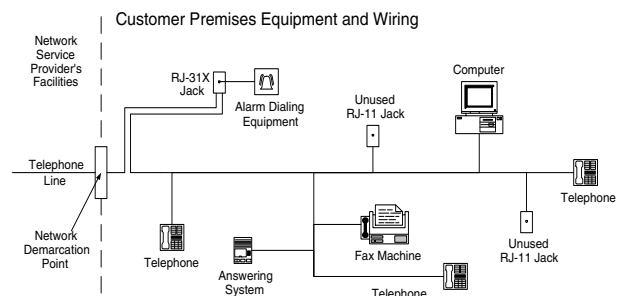 Customer Premises Equipment and Wiring
Network
Service
Provider's
Facilities
RJ-31X
Jack
Alarm Dialing
Equipment
Unused
RJ-11 Jack
Computer
Telephone
Line
Network
Demarcation
Point
Telephone
Answering
System
Fax Machine
Telephone
Unused
RJ-11 Jack
Telephone